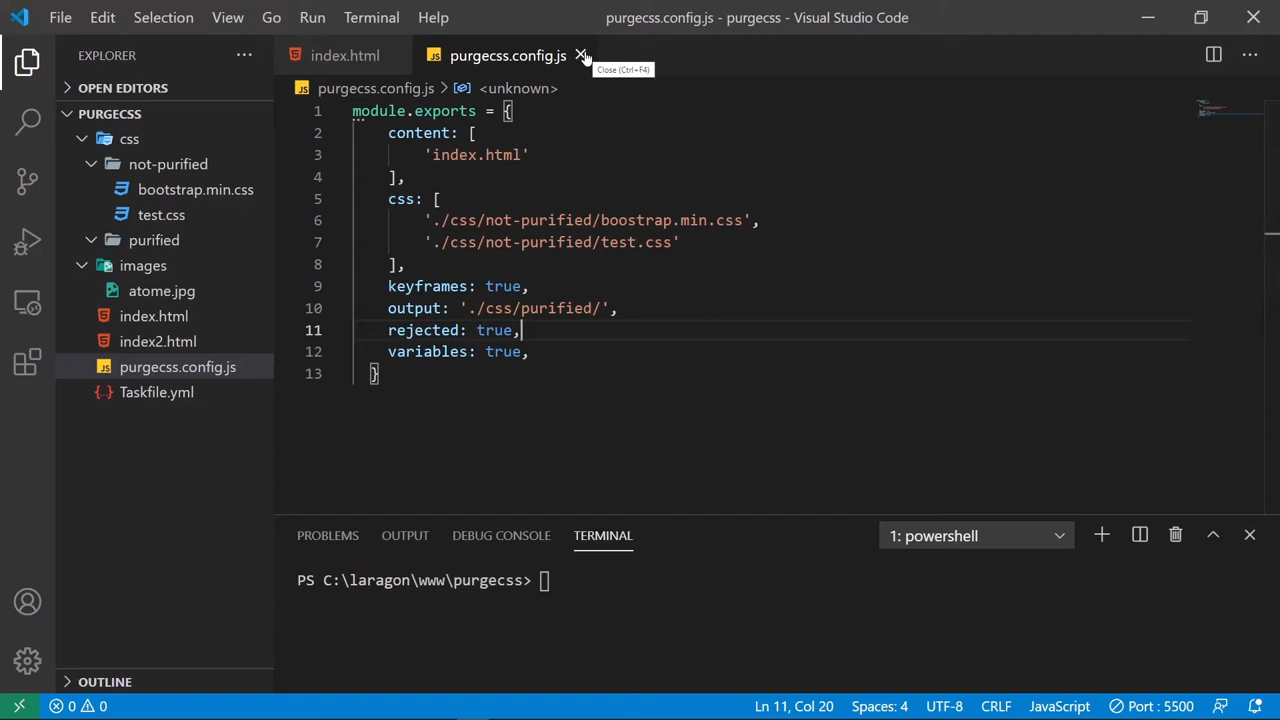 File Edit Selection View Go Run Terminal Help purgecss.config.js - purgecss - Visual Studio Code
EXPLORER
OPEN EDITORS
PURGECSS
css
not-purified
bootstrap.min.css
test.css
purified
images
atome.jpg
index.html
index2.html
purgecss.config.js
Taskfile.yml
OUTLINE
index.html purgecss.config.js
Close (Ctrl+F4)
purgecss.config.js <unknown>
1 module.exports = {
2 content: [
3 'index.html'
4 ],
5 css: [
6 './css/not-purified/boostrap.min.css',
7 './css/not-purified/test.css'
8 ],
9 keyframes: true,
10 output: './css/purified/',
11 rejected: true,
12 variables: true,
13 }
PROBLEMS OUTPUT DEBUG CONSOLE TERMINAL 1: powershell
PS C:\laragon\www\purgecss>
0 0 Ln 11, Col 20 Spaces: 4 UTF-8 CRLF JavaScript Port : 5500